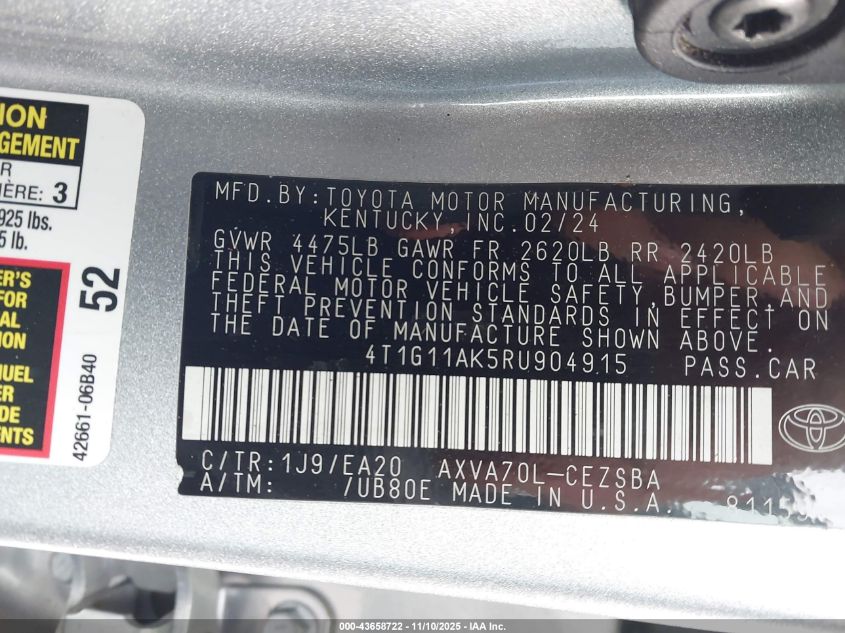 ION
GEMENT
R
IÈRE: 3
925 lbs.
5 lb.
ER'S
FOR
AL
ION
NUEL
ER
DE
ENTS
52
42661-06B40
MFD.BY:TOYOTA MOTOR MANUFACTURING,
KENTUCKY, INC. 02/24
GVWR 4475LB GAWR FR 2620LB RR 2420LB
THIS VEHICLE CONFORMS TO ALL APPLICABLE
FEDERAL MOTOR VEHICLE SAFETY, BUMPER AND
THEFT PREVENTION STANDARDS IN EFFECT ON
THE DATE OF MANUFACTURE SHOWN ABOVE.
4T1G11AK5RU904915 PASS.CAR
C/TR:1J9/EA20 AXVA70L-CEZSBA
A/TM: /UB80E MADE IN U.S.A.
000-43658722 — 11/10/2025 — IAA Inc.